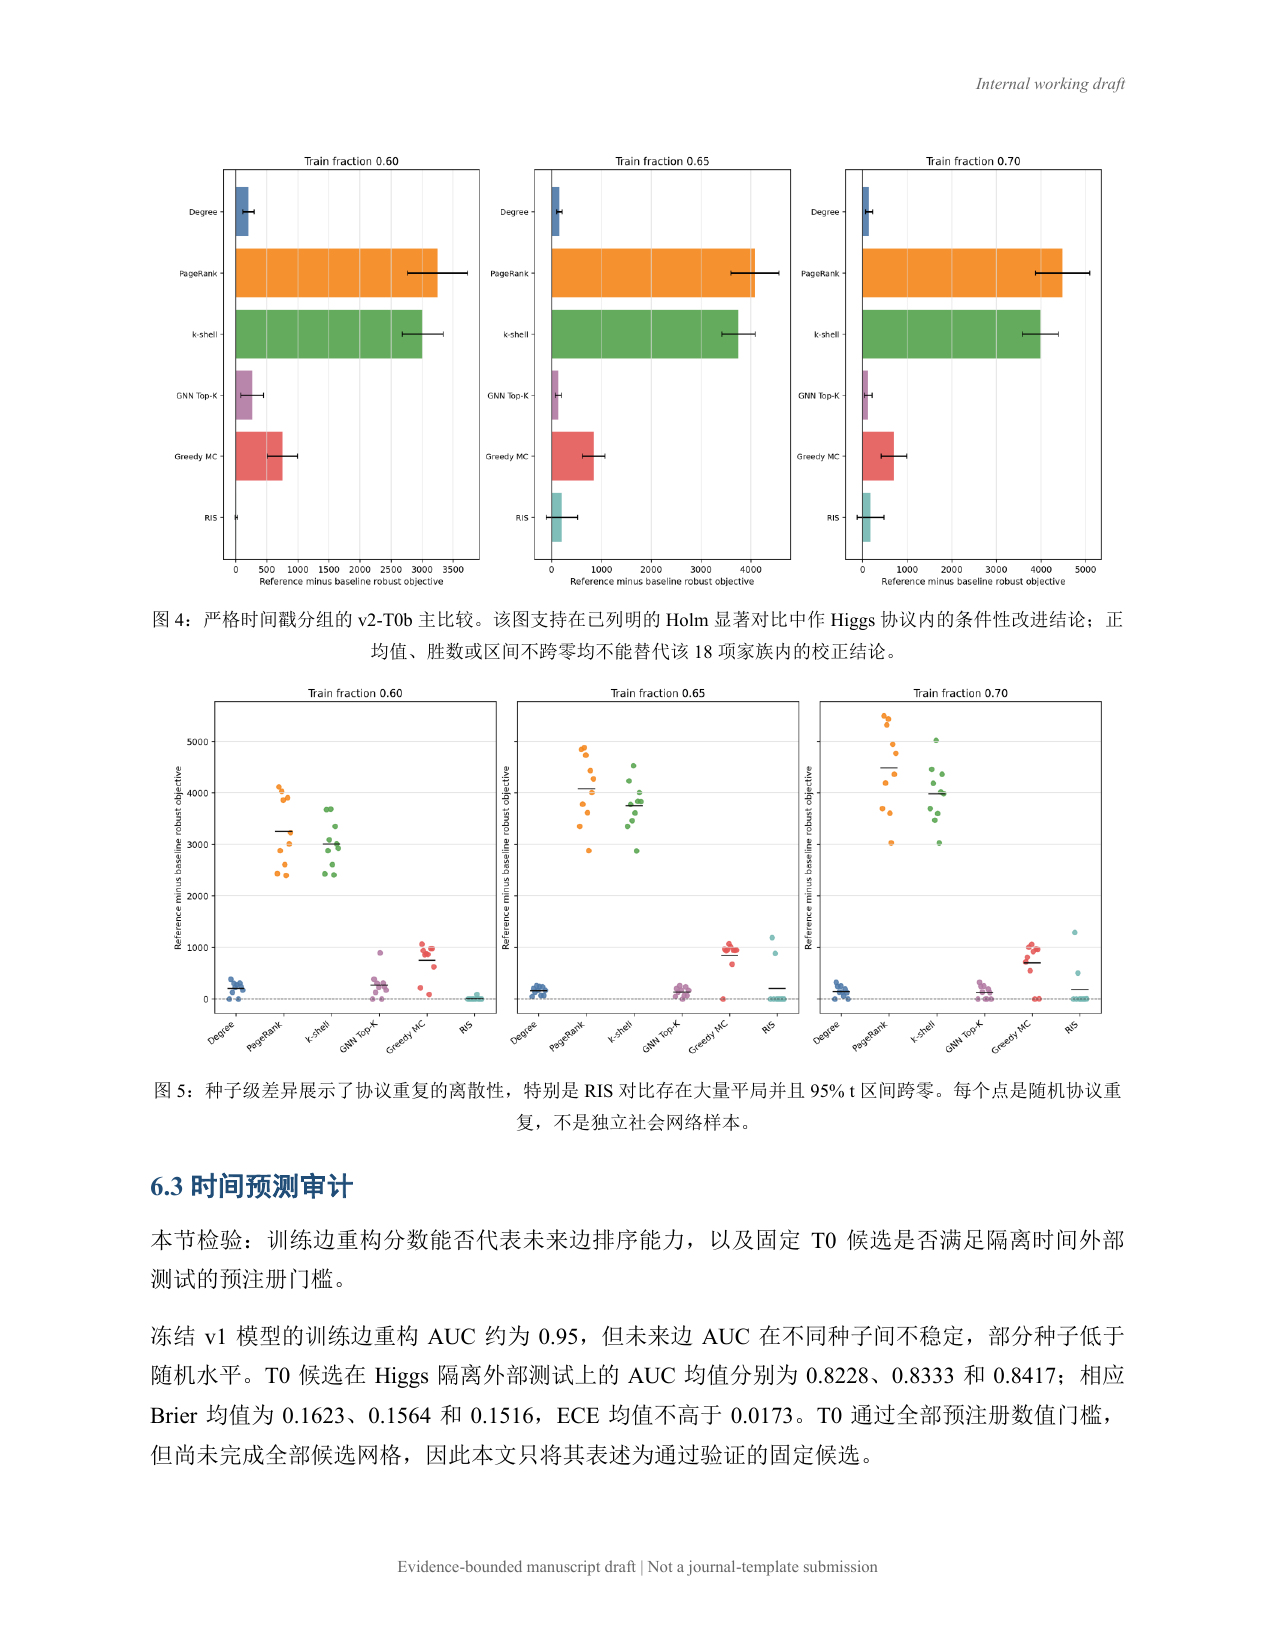 Internal working draft
Train fraction 0.60
Train fraction 0.65
Train fraction 0.70
Degree
PageRank
k-shell
GNN Top-K
Greedy MC
RIS
0 500 1000 1500 2000 2500 3000 3500
Reference minus baseline robust objective
Degree
PageRank
k-shell
GNN Top-K
Greedy MC
RIS
0 1000 2000 3000 4000
Reference minus baseline robust objective
Degree
PageRank
k-shell
GNN Top-K
Greedy MC
RIS
0 1000 2000 3000 4000 5000
Reference minus baseline robust objective
图 4：严格时间戳分组的 v2-T0b 主比较。该图支持在已列明的 Holm 显著对比中作 Higgs 协议内的条件性改进结论；正
均值、胜数或区间不跨零均不能替代该 18 项家族内的校正结论。
Train fraction 0.60
Train fraction 0.65
Train fraction 0.70
Reference minus baseline robust objective
5000
4000
3000
2000
1000
0
Degree
PageRank
k-shell
GNN Top-K
Greedy MC
RIS
Reference minus baseline robust objective
Degree
PageRank
k-shell
GNN Top-K
Greedy MC
RIS
Reference minus baseline robust objective
Degree
PageRank
k-shell
GNN Top-K
Greedy MC
RIS
图 5：种子级差异展示了协议重复的离散性，特别是 RIS 对比存在大量平局并且 95% t 区间跨零。每个点是随机协议重
复，不是独立社会网络样本。
6.3 时间预测审计
本节检验：训练边重构分数能否代表未来边排序能力，以及固定 T0 候选是否满足隔离时间外部
测试的预注册门槛。
冻结 v1 模型的训练边重构 AUC 约为 0.95，但未来边 AUC 在不同种子间不稳定，部分种子低于
随机水平。T0 候选在 Higgs 隔离外部测试上的 AUC 均值分别为 0.8228、0.8333 和 0.8417；相应
Brier 均值为 0.1623、0.1564 和 0.1516，ECE 均值不高于 0.0173。T0 通过全部预注册数值门槛，
但尚未完成全部候选网格，因此本文只将其表述为通过验证的固定候选。
Evidence-bounded manuscript draft | Not a journal-template submission